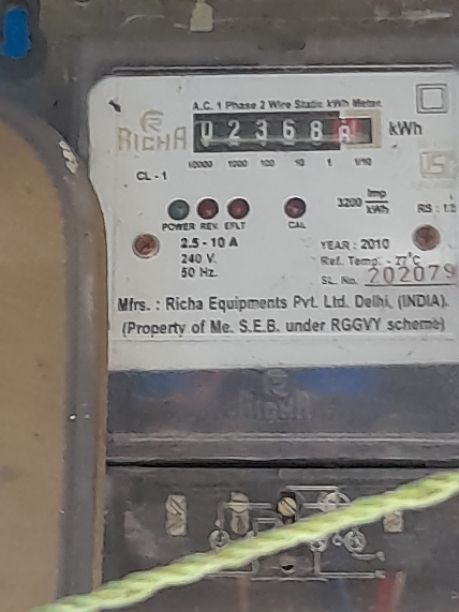 A.C. 1 Phase 2 Wire Static kWh Meter
RICHA
0 2 3 6 8
kWh
10000 1000 100 10 1 1/10
CL - 1
3200 Imp/kWh
POWER REV. EFLT CAL
RS : 12
2.5 - 10 A
240 V.
50 Hz.
YEAR : 2010
Ref. Temp. - 27°C
SL. No. 202079
Mfrs. : Richa Equipments Pvt. Ltd. Delhi, (INDIA).
(Property of Me. S.E.B. under RGGVY scheme)
RICHA